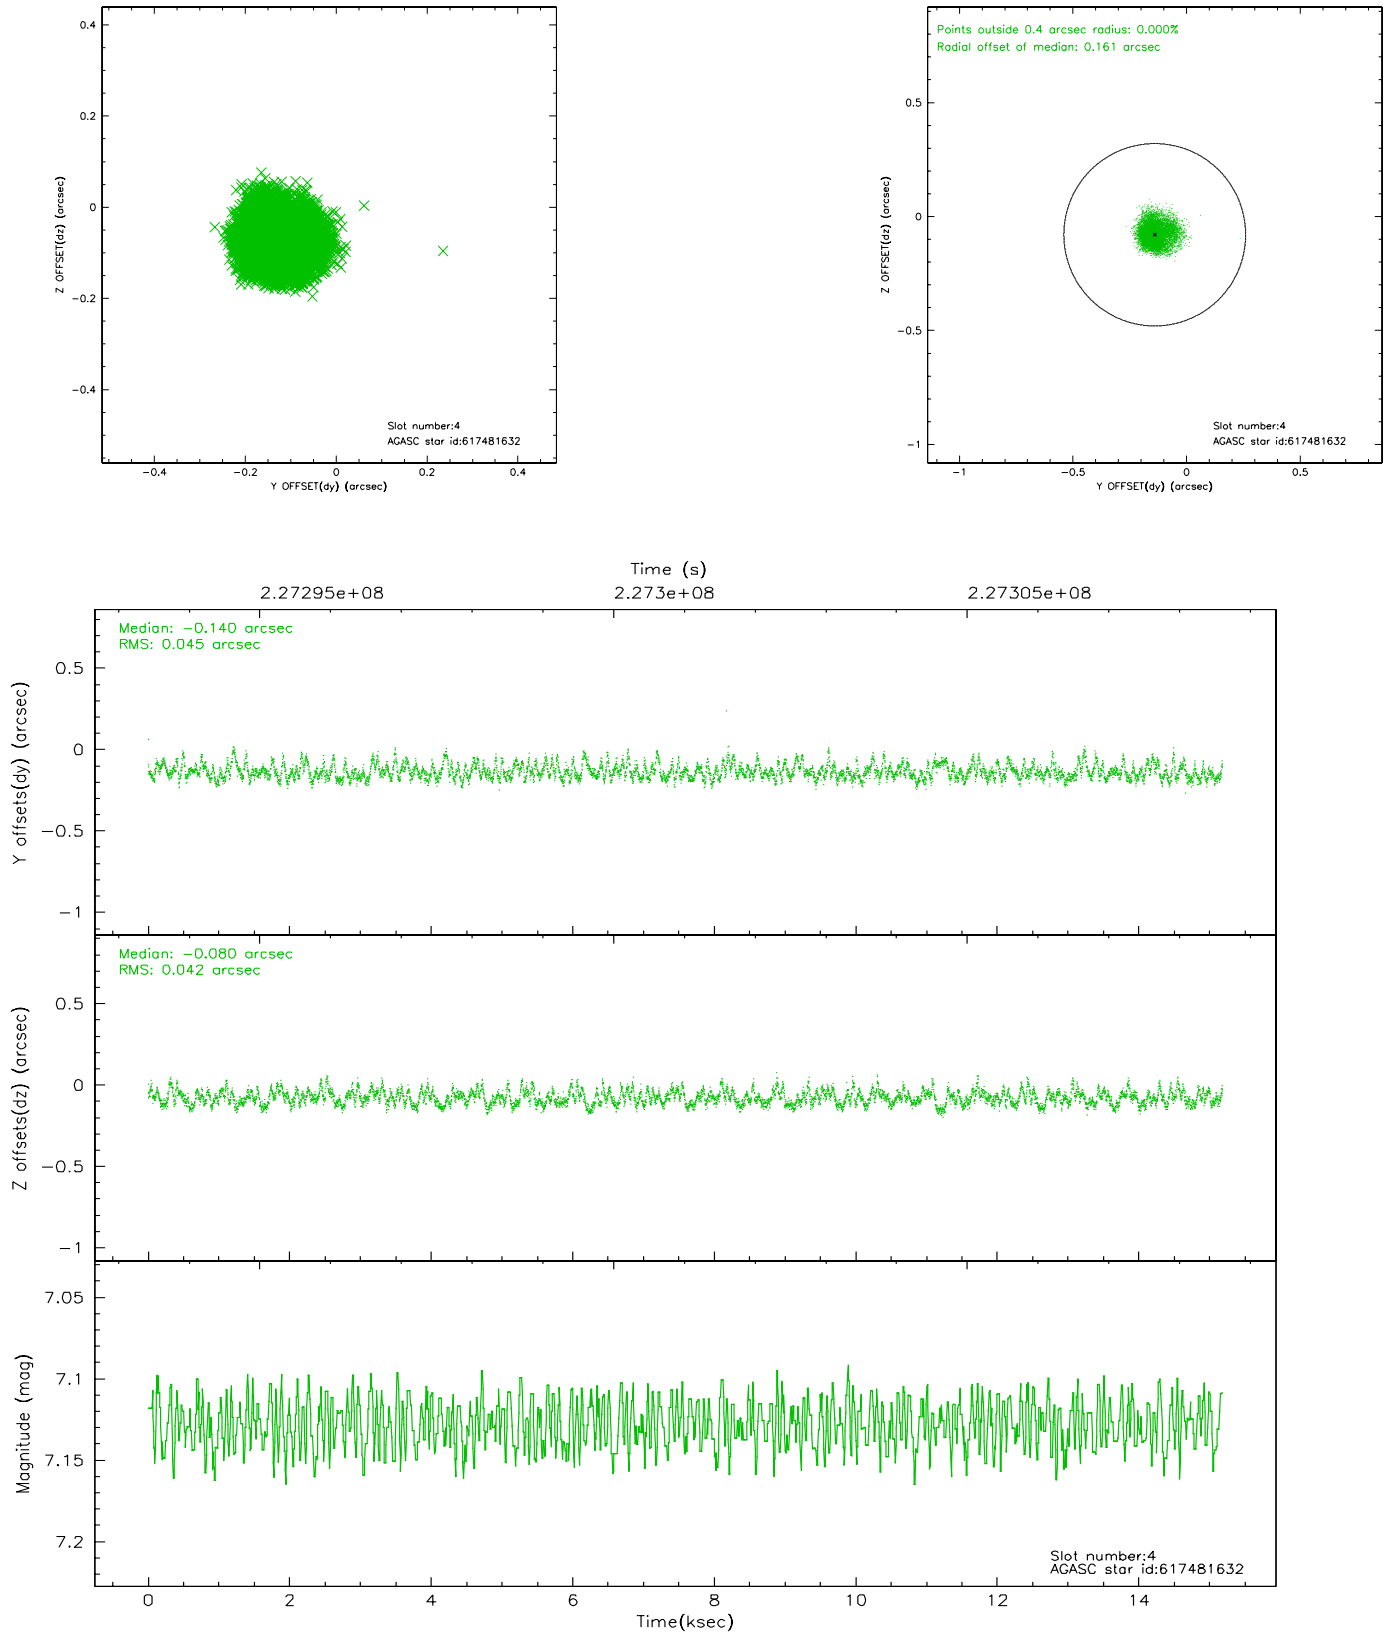 0.4
0.2
0
−0.2
−0.4
Z OFFSET(dz) (arcsec)
−0.4
−0.2
0
0.2
0.4
Y OFFSET(dy) (arcsec)
Slot number:4
AGASC star id:617481632
Points outside 0.4 arcsec radius: 0.000%
Radial offset of median: 0.161 arcsec
0.5
0
−0.5
−1
Z OFFSET(dz) (arcsec)
−1
−0.5
0
0.5
Y OFFSET(dy) (arcsec)
Slot number:4
AGASC star id:617481632
Time (s)
2.27295e+08
2.273e+08
2.27305e+08
Median: −0.140 arcsec
RMS: 0.045 arcsec
0.5
0
−0.5
−1
Y offsets(dy) (arcsec)
Median: −0.080 arcsec
RMS: 0.042 arcsec
0.5
0
−0.5
−1
Z offsets(dz) (arcsec)
7.05
7.1
7.15
7.2
Magnitude (mag)
Slot number:4
AGASC star id:617481632
0
2
4
6
8
10
12
14
Time(ksec)